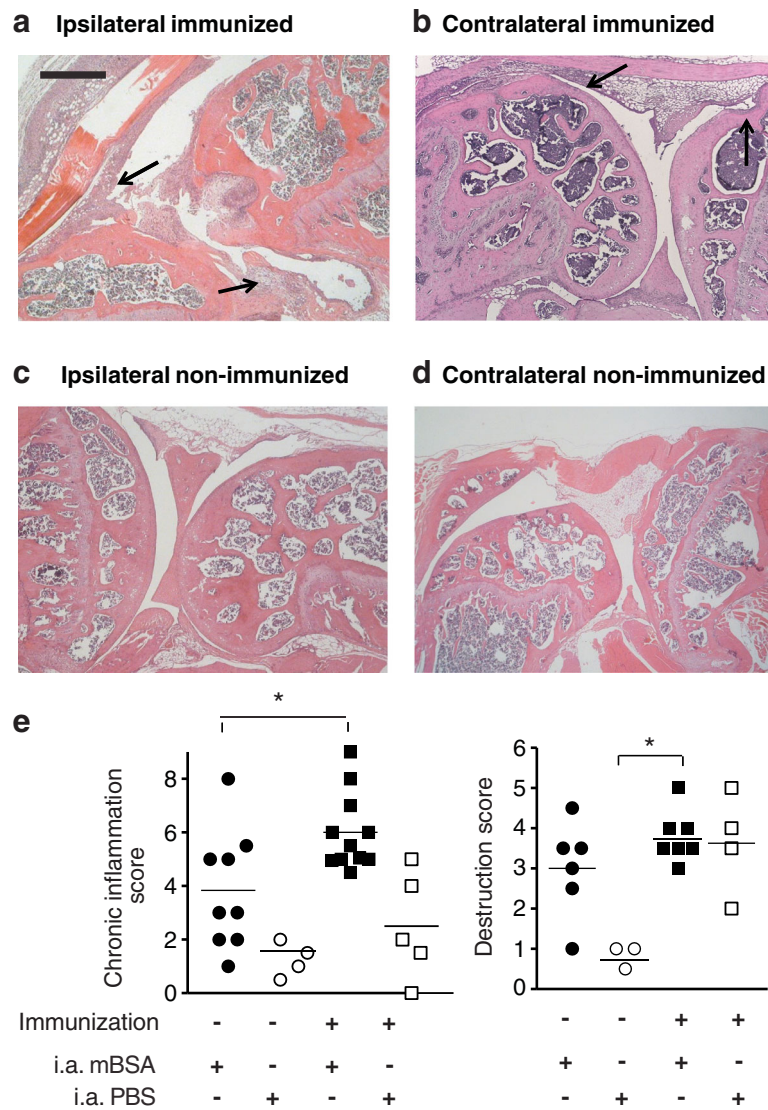 a Ipsilateral immunized
b Contralateral immunized
c Ipsilateral non-immunized
d Contralateral non-immunized
e
*
Chronic inflammation
score
8
6
4
2
0
*
Destruction score
6
5
4
3
2
1
0
Immunization - - + + - - + +
i.a. mBSA + - + - + - + -
i.a. PBS - + - + - + - +